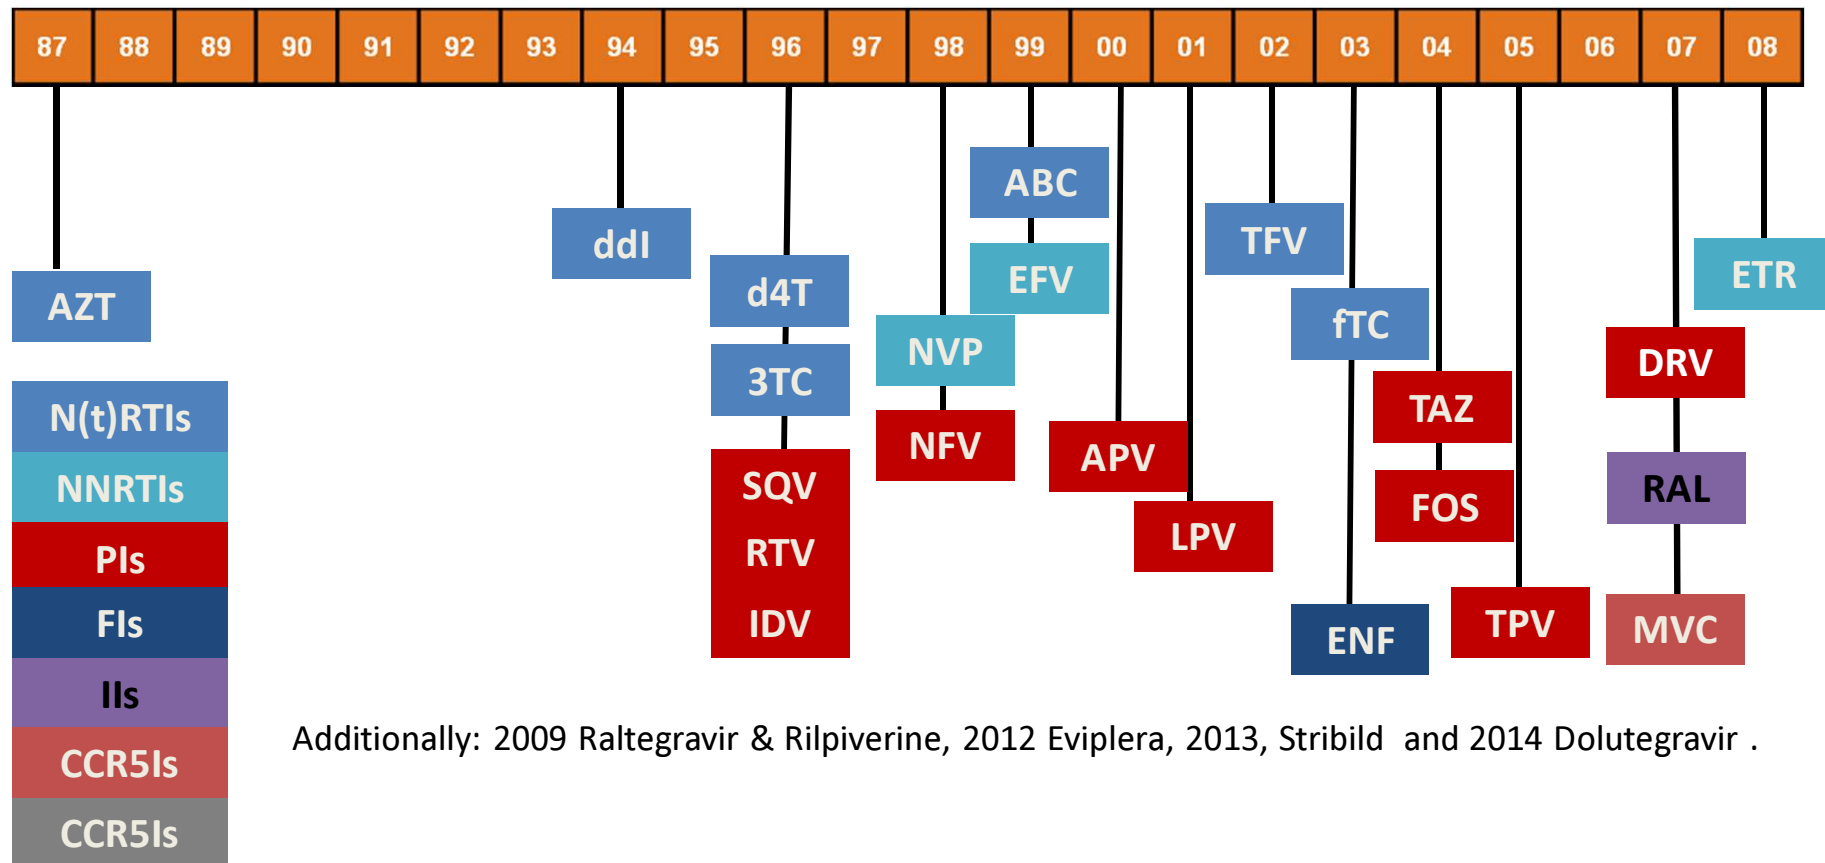 87 88 89 90 91 92 93 94 95 96 97 98 99 00 01 02 03 04 05 06 07 08
ABC
ddI
TFV
ETR
EFV
d4T
AZT
fTC
NVP
DRV
3TC
TAZ
N(t)RTIs
NFV
APV
SQV
RAL
NNRTIs
FOS
LPV
RTV
PIs
IDV
TPV
MVC
FIs
ENF
IIs
Additionally: 2009 Raltegravir & Rilpiverine, 2012 Eviplera, 2013, Stribild and 2014 Dolutegravir .
CCR5Is
CCR5Is